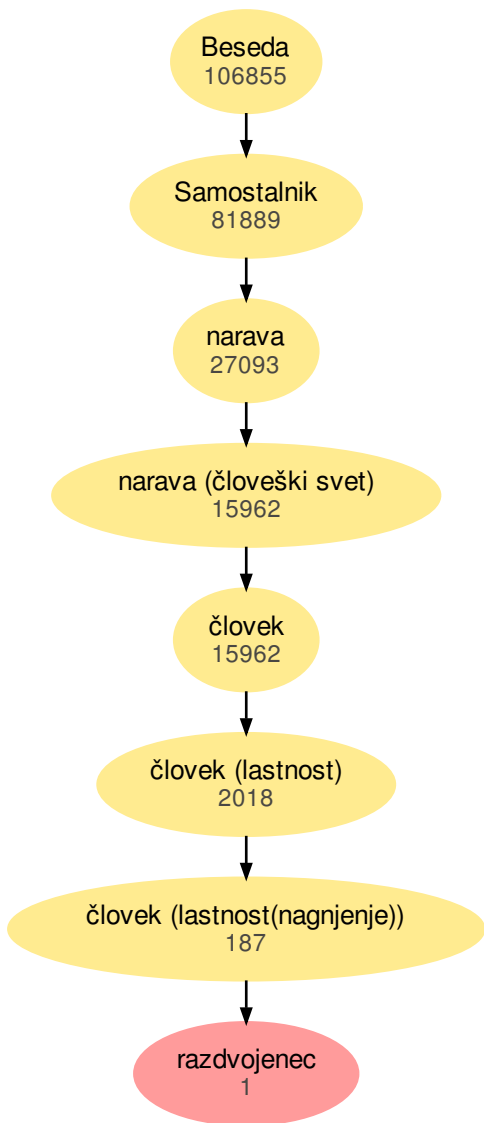 Beseda
106855
Samostalnik
81889
narava
27093
narava (človeški svet)
15962
človek
15962
človek (lastnost)
2018
človek (lastnost(nagnjenje))
187
razdvojenec
1